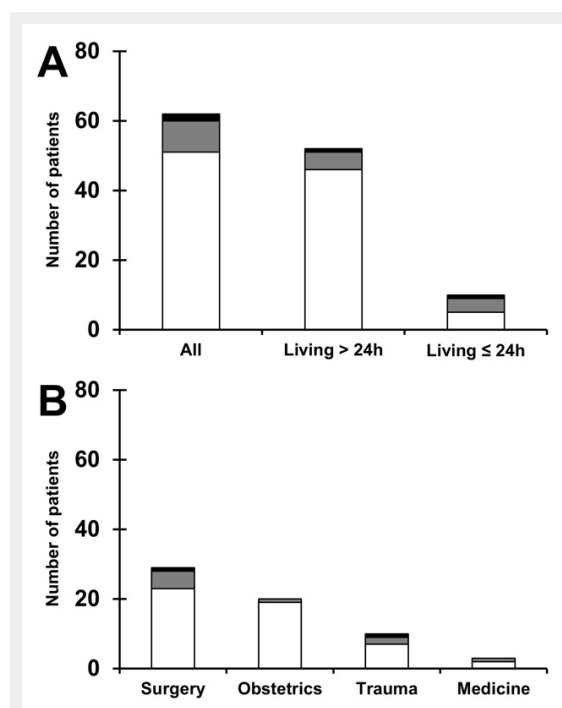 A
Number of patients
80
60
40
20
0
All Living > 24h Living ≤ 24h
B
Number of patients
80
60
40
20
0
Surgery Obstetrics Trauma Medicine